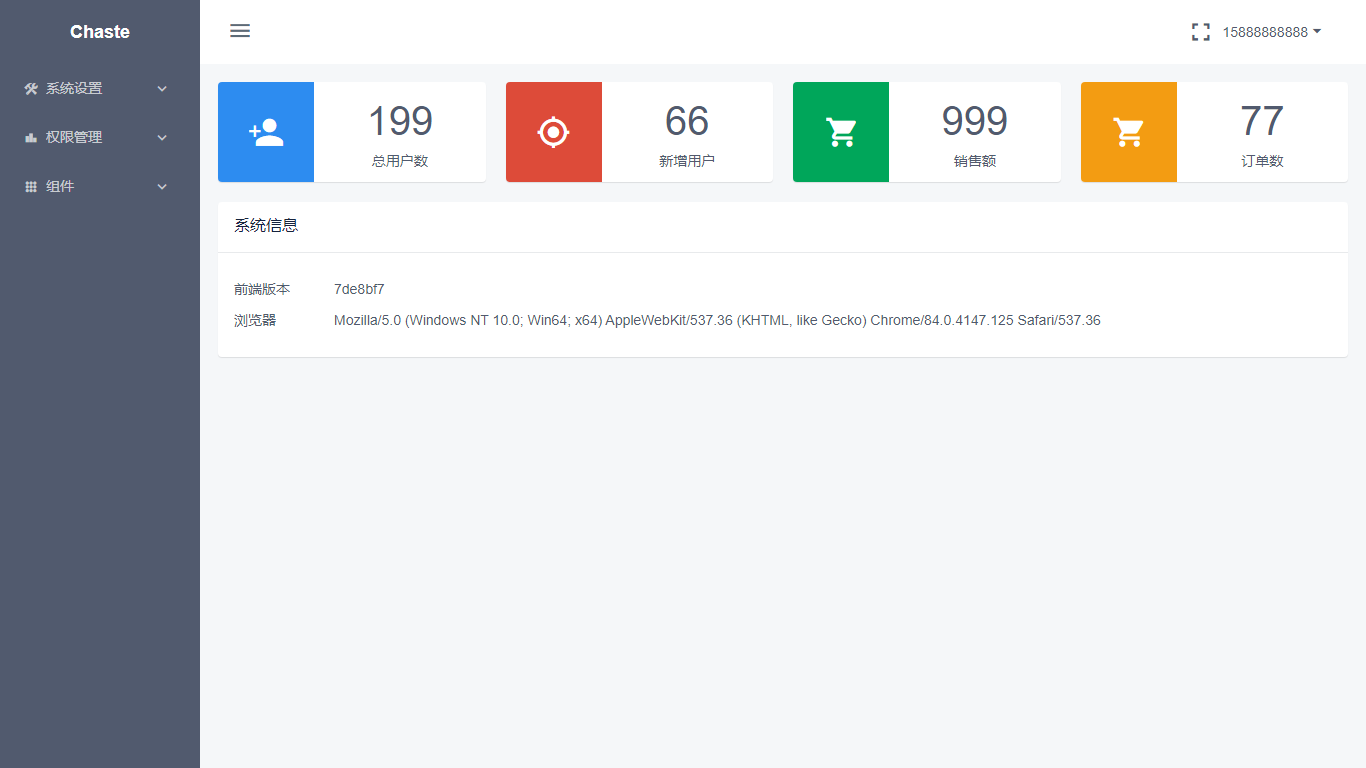 Chaste
15888888888
系统设置
权限管理
组件
199
总用户数
66
新增用户
999
销售额
77
订单数
系统信息
前端版本 7de8bf7
浏览器 Mozilla/5.0 (Windows NT 10.0; Win64; x64) AppleWebKit/537.36 (KHTML, like Gecko) Chrome/84.0.4147.125 Safari/537.36